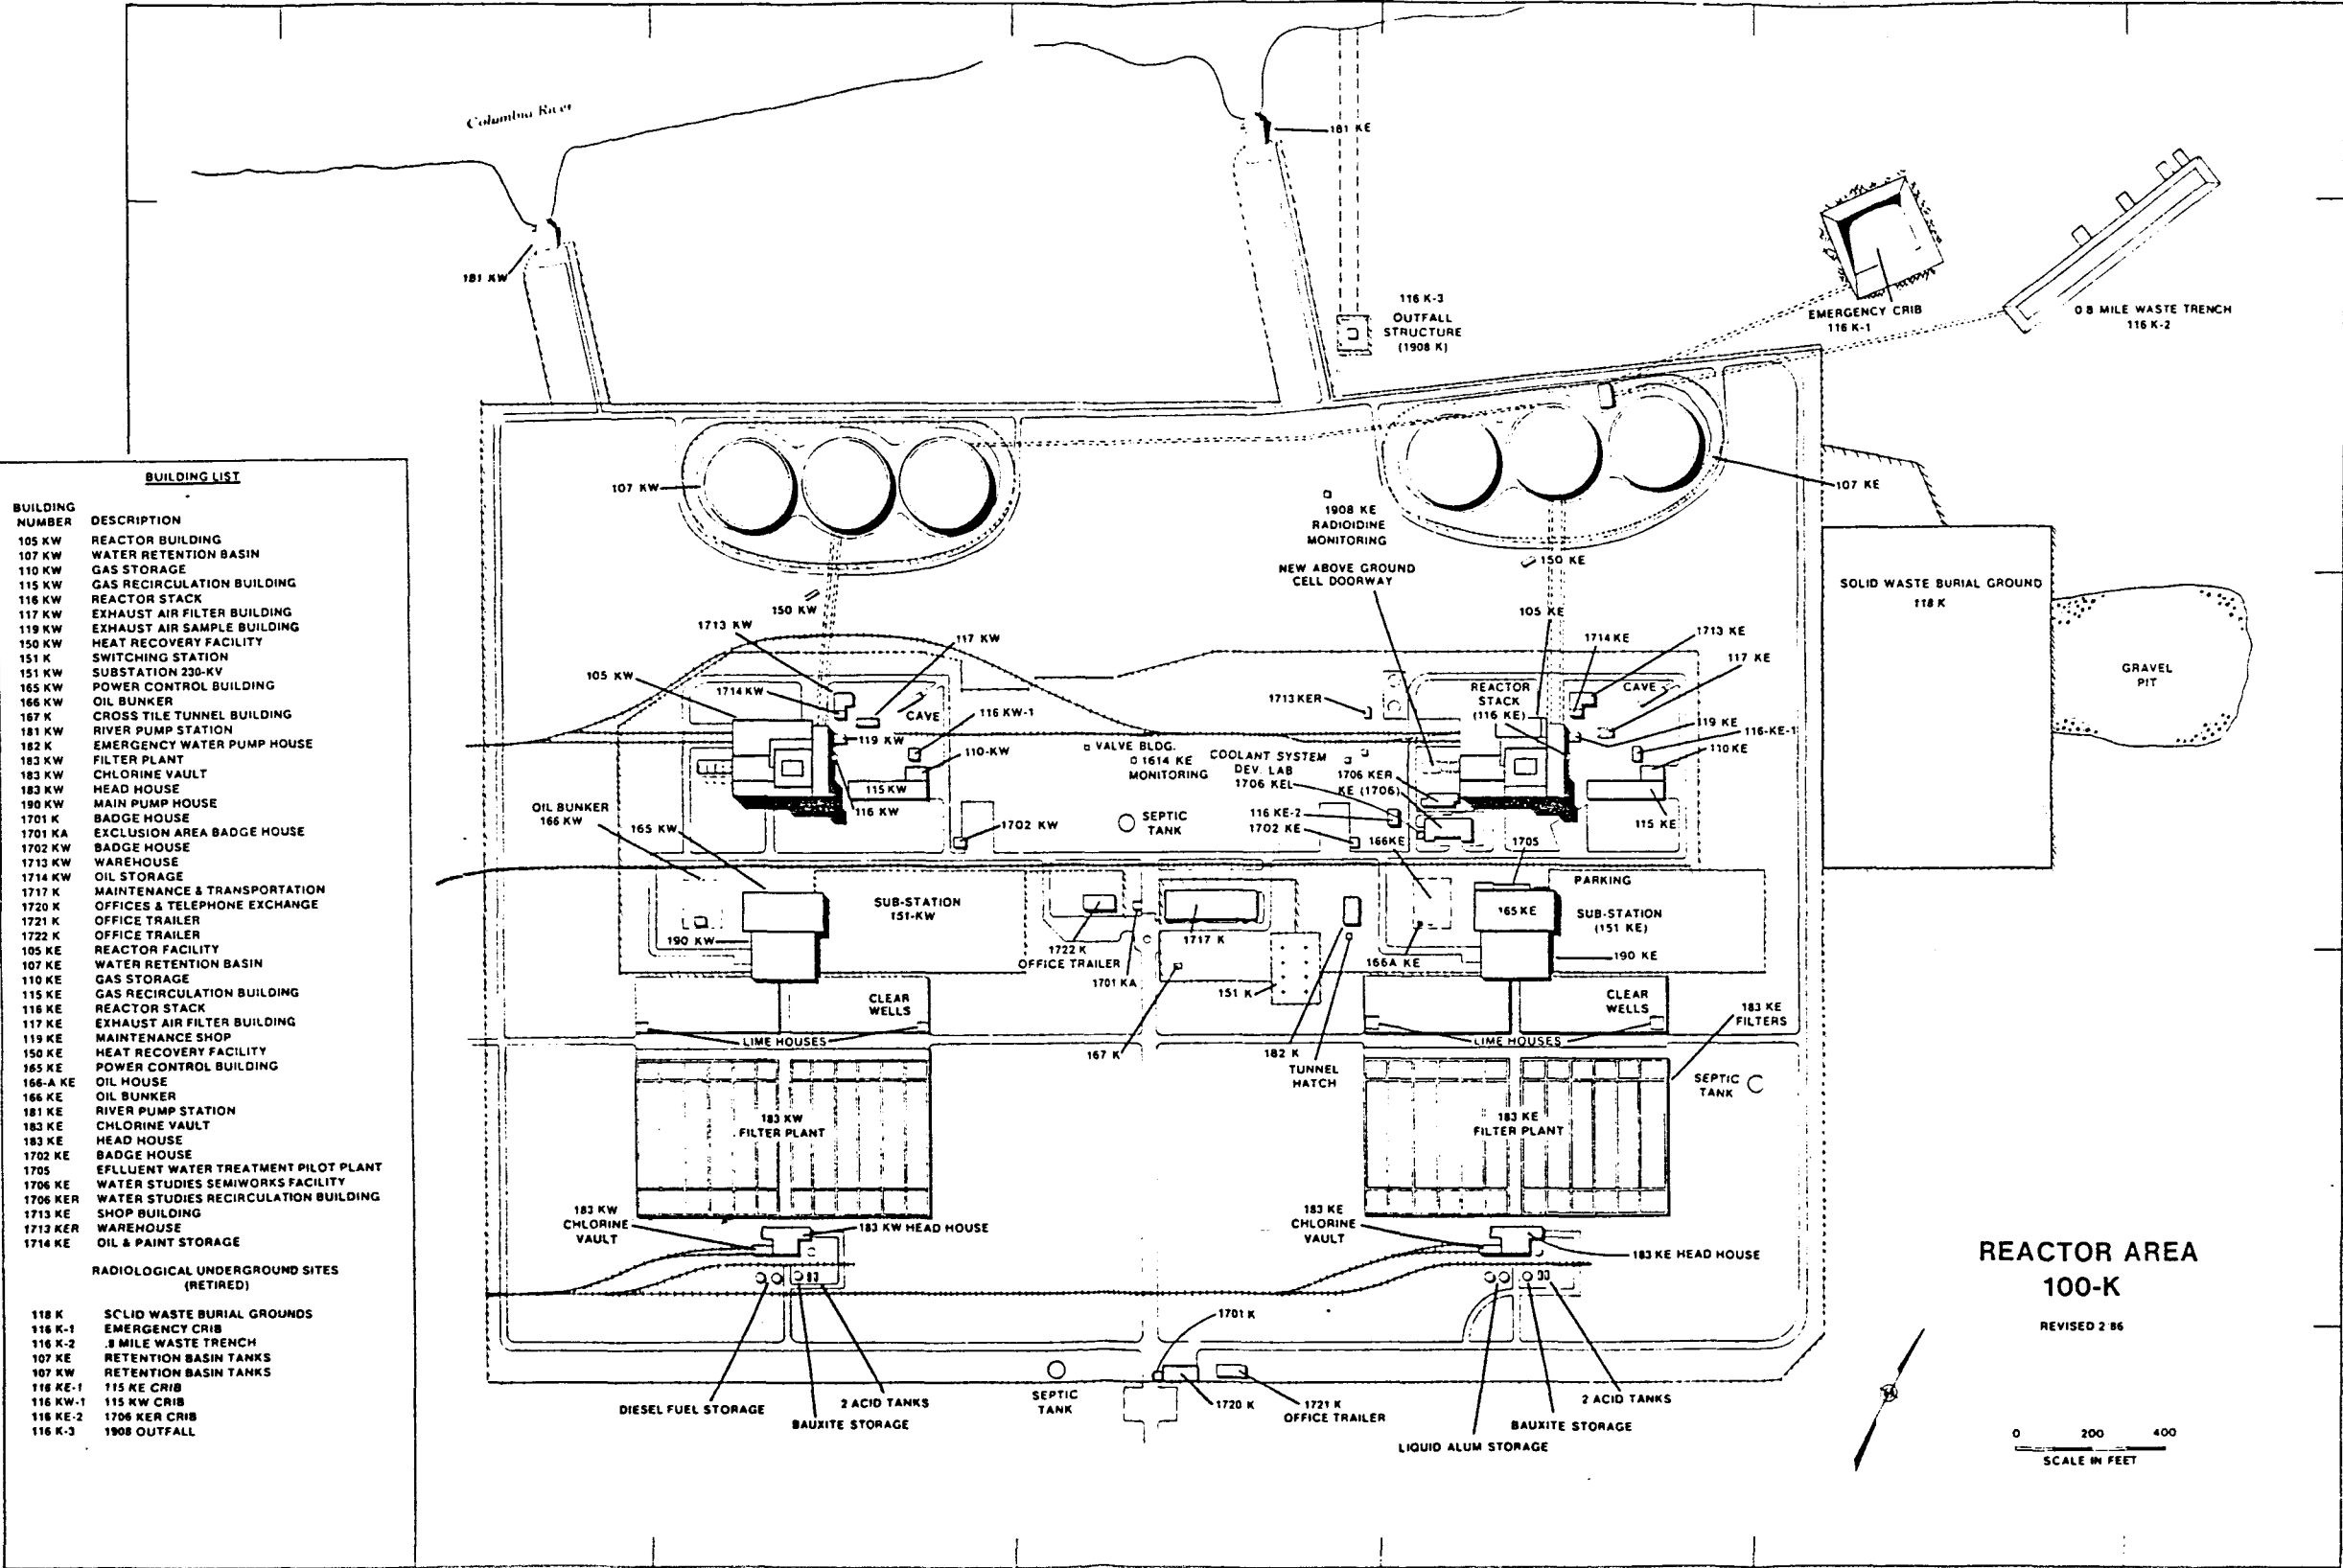 Columbia River
181 KE
181 KW
116 K-3
OUTFALL
STRUCTURE
(1908 K)
EMERGENCY CRIB
116 K-1
0.8 MILE WASTE TRENCH
116 K-2
107 KW
107 KE
1908 KE
RADIOIDINE
MONITORING
NEW ABOVE GROUND
CELL DOORWAY
150 KE
150 KW
SOLID WASTE BURIAL GROUND
118 K
GRAVEL
PIT
1713 KW
117 KW
105 KW
1714 KW
CAVE
116 KW-1
119 KW
110-KW
115 KW
116 KW
105 KE
1714 KE
1713 KE
117 KE
1713 KER
REACTOR
STACK
(116 KE)
CAVE
119 KE
116-KE-1
110 KE
115 KE
VALVE BLDG.
1614 KE
MONITORING
COOLANT SYSTEM
DEV. LAB
1706 KEL
1706 KER
KE (1706)
116 KE-2
1702 KE
166KE
1705
OIL BUNKER
166 KW
165 KW
1702 KW
SEPTIC
TANK
SUB-STATION
151-KW
190 KW
1722 K
OFFICE TRAILER
1701 KA
1717 K
151 K
167 K
182 K
TUNNEL
HATCH
166A KE
165 KE
PARKING
SUB-STATION
(151 KE)
190 KE
CLEAR
WELLS
LIME HOUSES
CLEAR
WELLS
LIME HOUSES
183 KE
FILTERS
SEPTIC
TANK
183 KW
FILTER PLANT
183 KE
FILTER PLANT
183 KW
CHLORINE
VAULT
183 KW HEAD HOUSE
183 KE
CHLORINE
VAULT
183 KE HEAD HOUSE
DIESEL FUEL STORAGE
BAUXITE STORAGE
2 ACID TANKS
SEPTIC
TANK
1701 K
1720 K
1721 K
OFFICE TRAILER
LIQUID ALUM STORAGE
BAUXITE STORAGE
2 ACID TANKS
BUILDING LIST
BUILDING
NUMBER DESCRIPTION
105 KW REACTOR BUILDING
107 KW WATER RETENTION BASIN
110 KW GAS STORAGE
115 KW GAS RECIRCULATION BUILDING
116 KW REACTOR STACK
117 KW EXHAUST AIR FILTER BUILDING
119 KW EXHAUST AIR SAMPLE BUILDING
150 KW HEAT RECOVERY FACILITY
151 K SWITCHING STATION
151 KW SUBSTATION 230-KV
165 KW POWER CONTROL BUILDING
166 KW OIL BUNKER
167 K CROSS TILE TUNNEL BUILDING
181 KW RIVER PUMP STATION
182 K EMERGENCY WATER PUMP HOUSE
183 KW FILTER PLANT
183 KW CHLORINE VAULT
183 KW HEAD HOUSE
190 KW MAIN PUMP HOUSE
1701 K BADGE HOUSE
1701 KA EXCLUSION AREA BADGE HOUSE
1702 KW BADGE HOUSE
1713 KW WAREHOUSE
1714 KW OIL STORAGE
1717 K MAINTENANCE & TRANSPORTATION
1720 K OFFICES & TELEPHONE EXCHANGE
1721 K OFFICE TRAILER
1722 K OFFICE TRAILER
105 KE REACTOR FACILITY
107 KE WATER RETENTION BASIN
110 KE GAS STORAGE
115 KE GAS RECIRCULATION BUILDING
116 KE REACTOR STACK
117 KE EXHAUST AIR FILTER BUILDING
119 KE MAINTENANCE SHOP
150 KE HEAT RECOVERY FACILITY
165 KE POWER CONTROL BUILDING
166-A KE OIL HOUSE
166 KE OIL BUNKER
181 KE RIVER PUMP STATION
183 KE CHLORINE VAULT
183 KE HEAD HOUSE
1702 KE BADGE HOUSE
1705 EFLLUENT WATER TREATMENT PILOT PLANT
1706 KE WATER STUDIES SEMIWORKS FACILITY
1706 KER WATER STUDIES RECIRCULATION BUILDING
1713 KE SHOP BUILDING
1713 KER WAREHOUSE
1714 KE OIL & PAINT STORAGE
RADIOLOGICAL UNDERGROUND SITES
(RETIRED)
118 K SOLID WASTE BURIAL GROUNDS
116 K-1 EMERGENCY CRIB
116 K-2 .8 MILE WASTE TRENCH
107 KE RETENTION BASIN TANKS
107 KW RETENTION BASIN TANKS
116 KE-1 115 KE CRIB
116 KW-1 115 KW CRIB
116 KE-2 1706 KER CRIB
116 K-3 1908 OUTFALL
REACTOR AREA
100-K
REVISED 2 86
0 200 400
SCALE IN FEET